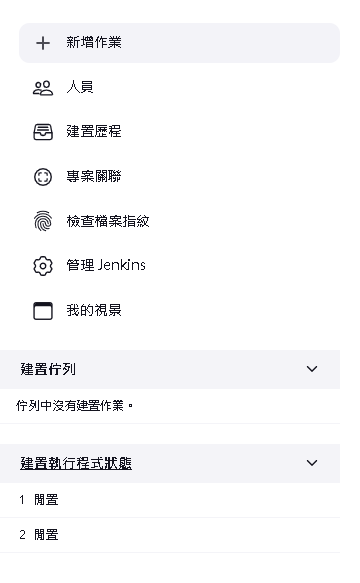 新增作業
人員
建置歷程
專案關聯
檢查檔案指紋
管理 Jenkins
我的視景
建置佇列
佇列中沒有建置作業。
建置執行程式狀態
1 閒置
2 閒置